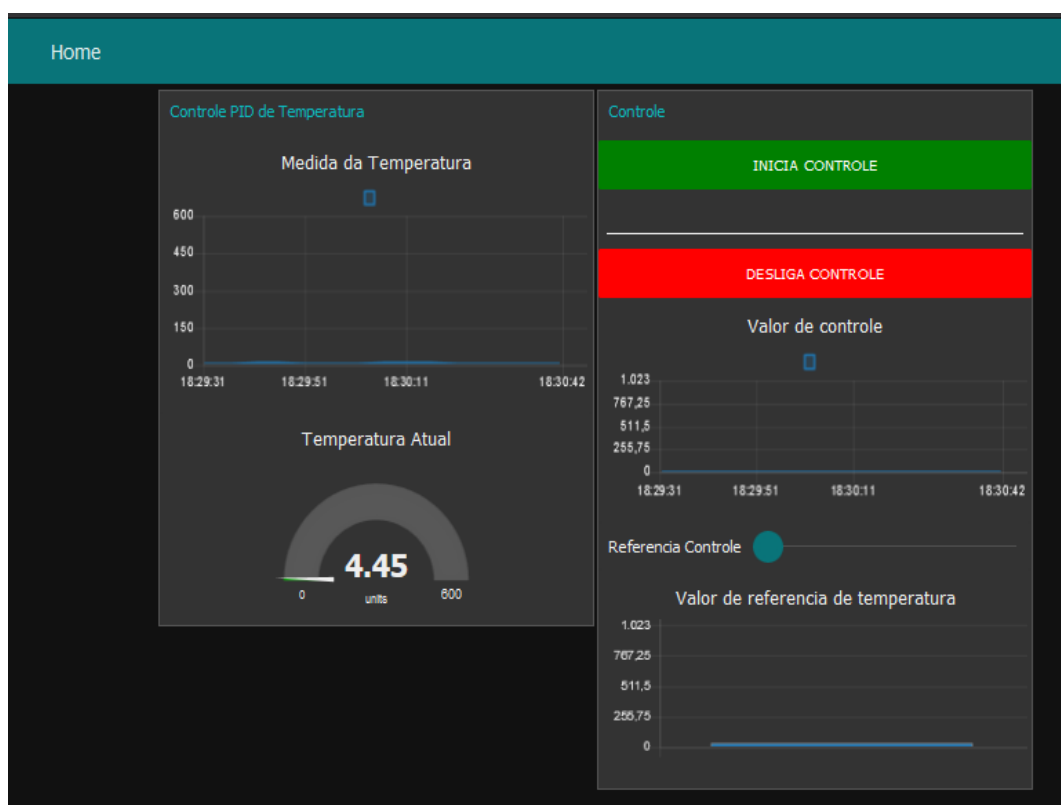 Home
Controle PID de Temperatura
Medida da Temperatura
600
450
300
150
0
18:29:31 18:29:51 18:30:11 18:30:42
Temperatura Atual
4.45
0 units 600
Controle
INICIA CONTROLE
DESLIGA CONTROLE
Valor de controle
1.023
767,25
511,5
255,75
0
18:29:31 18:29:51 18:30:11 18:30:42
Referencia Controle
Valor de referencia de temperatura
1.023
767,25
511,5
255,75
0